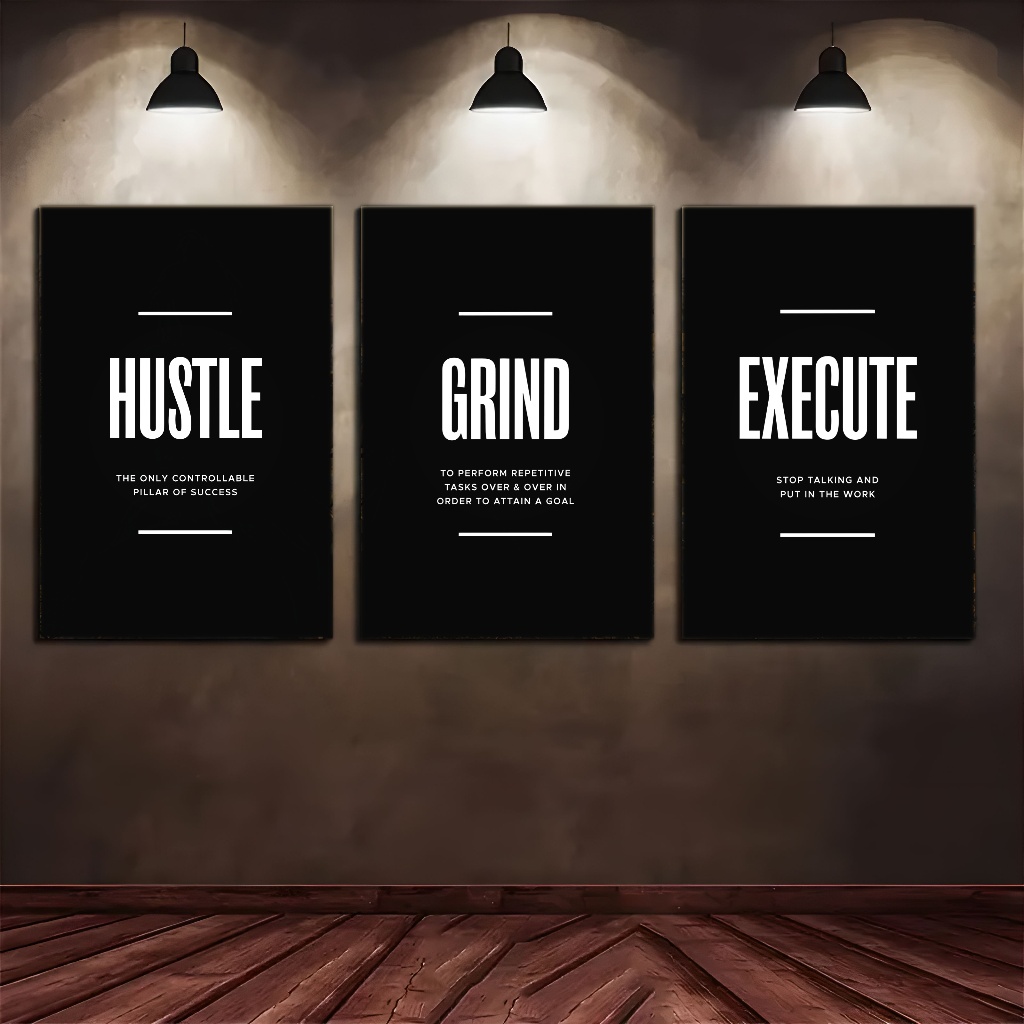 HUSTLE
THE ONLY CONTROLLABLE
PILLAR OF SUCCESS
GRIND
TO PERFORM REPETITIVE
TASKS OVER & OVER IN
ORDER TO ATTAIN A GOAL
EXECUTE
STOP TALKING AND
PUT IN THE WORK